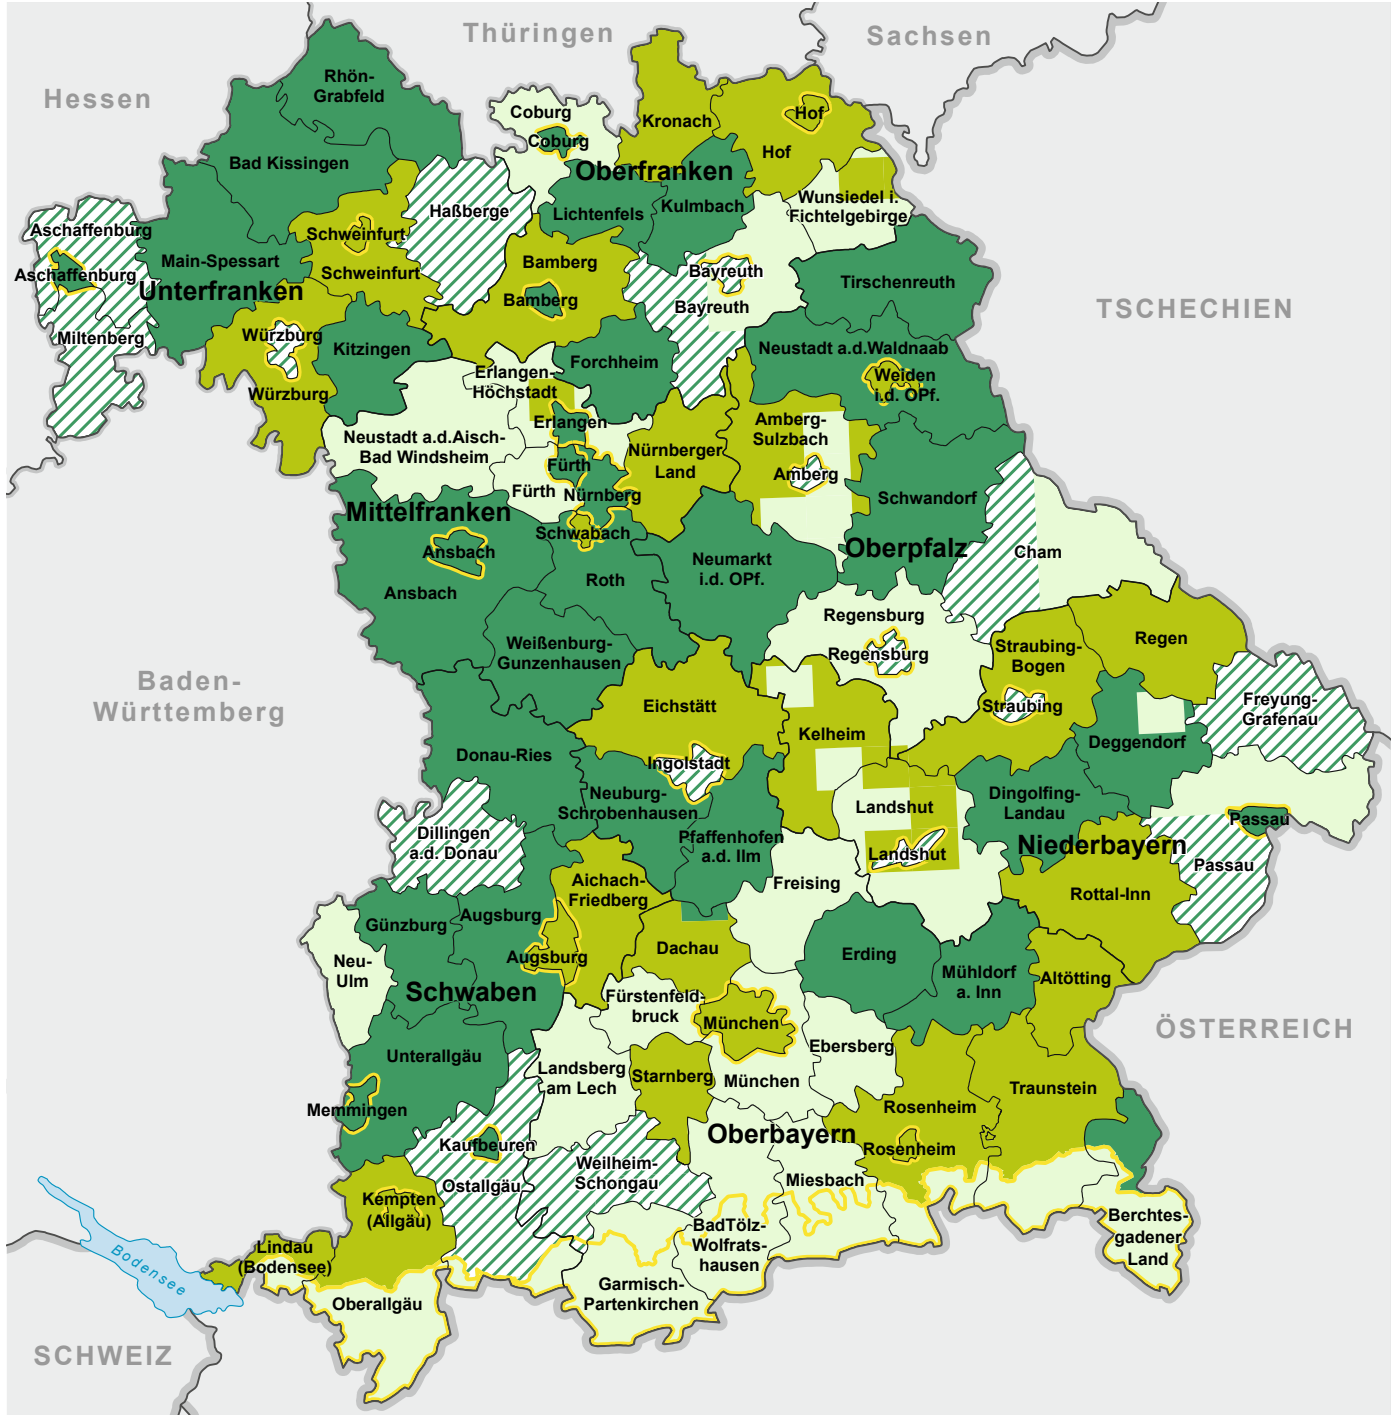 Thüringen
Sachsen
Hessen
Rhön-
Grabfeld
Coburg
Coburg
Kronach
Hof
Hof
Bad Kissingen
Oberfranken
Wunsiedel i.
Fichtelgebirge
Kulmbach
Lichtenfels
Haßberge
Aschaffenburg
Schweinfurt
Schweinfurt
Main-Spessart
Aschaffenburg
Unterfranken
Bamberg
Bamberg
Bayreuth
Bayreuth
Tirschenreuth
TSCHECHIEN
Miltenberg
Würzburg
Würzburg
Kitzingen
Forchheim
Neustadt a.d.Waldnaab
Weiden
i.d. OPf.
Erlangen-
Höchstadt
Erlangen
Neustadt a.d.Aisch-
Bad Windsheim
Nürnberger
Land
Amberg-
Sulzbach
Amberg
Fürth
Fürth
Nürnberg
Schwandorf
Mittelfranken
Schwabach
Ansbach
Ansbach
Oberpfalz
Cham
Neumarkt
i.d. OPf.
Roth
Regensburg
Regensburg
Weißenburg-
Gunzenhausen
Straubing-
Bogen
Straubing
Regen
Baden-
Württemberg
Eichstätt
Freyung-
Grafenau
Kelheim
Deggendorf
Donau-Ries
Ingolstadt
Neuburg-
Schrobenhausen
Dingolfing-
Landau
Landshut
Landshut
Passau
Passau
Dillingen
a.d. Donau
Pfaffenhofen
a.d. Ilm
Niederbayern
Freising
Aichach-
Friedberg
Rottal-Inn
Günzburg
Augsburg
Augsburg
Dachau
Erding
Mühldorf
a. Inn
Altötting
Neu-
Ulm
Schwaben
Fürstenfeld-
bruck
München
München
ÖSTERREICH
Ebersberg
Unterallgäu
Landsberg
am Lech
Starnberg
Traunstein
Memmingen
Rosenheim
Rosenheim
Oberbayern
Kaufbeuren
Ostallgäu
Weilheim-
Schongau
Miesbach
Kempten
(Allgäu)
BadTölz-
Wolfrats-
hausen
Berchtes-
gadener
Land
Lindau
(Bodensee)
Bodensee
Garmisch-
Partenkirchen
Oberallgäu
SCHWEIZ